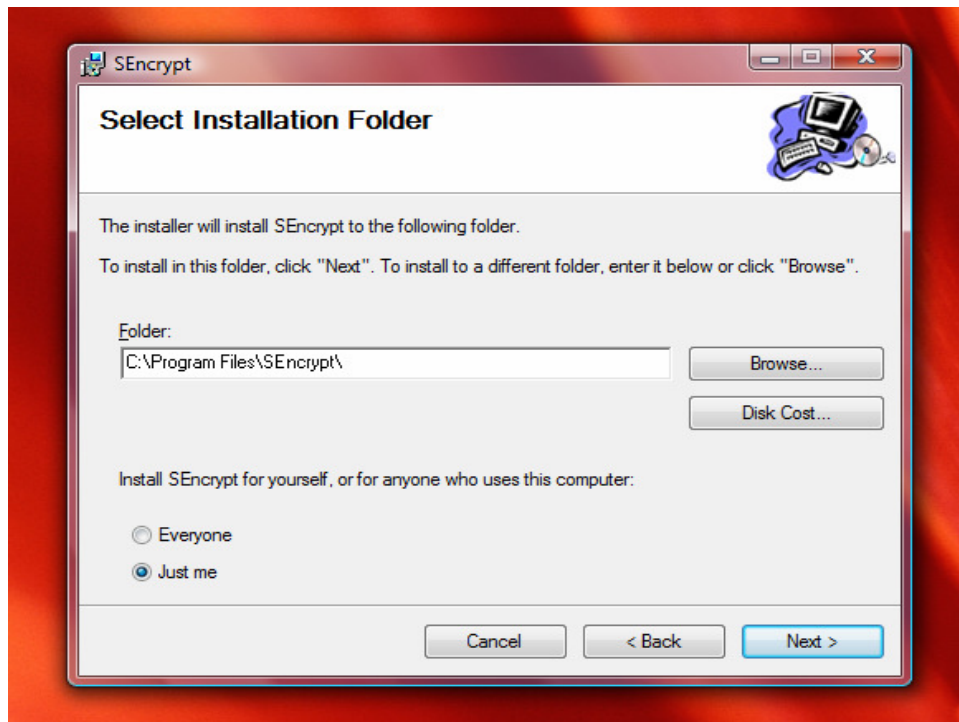 SEncrypt
Select Installation Folder
The installer will install SEncrypt to the following folder.
To install in this folder, click "Next". To install to a different folder, enter it below or click "Browse".
Folder:
C:\Program Files\SEncrypt\
Browse...
Disk Cost...
Install SEncrypt for yourself, or for anyone who uses this computer:
Everyone
Just me
Cancel
< Back
Next >